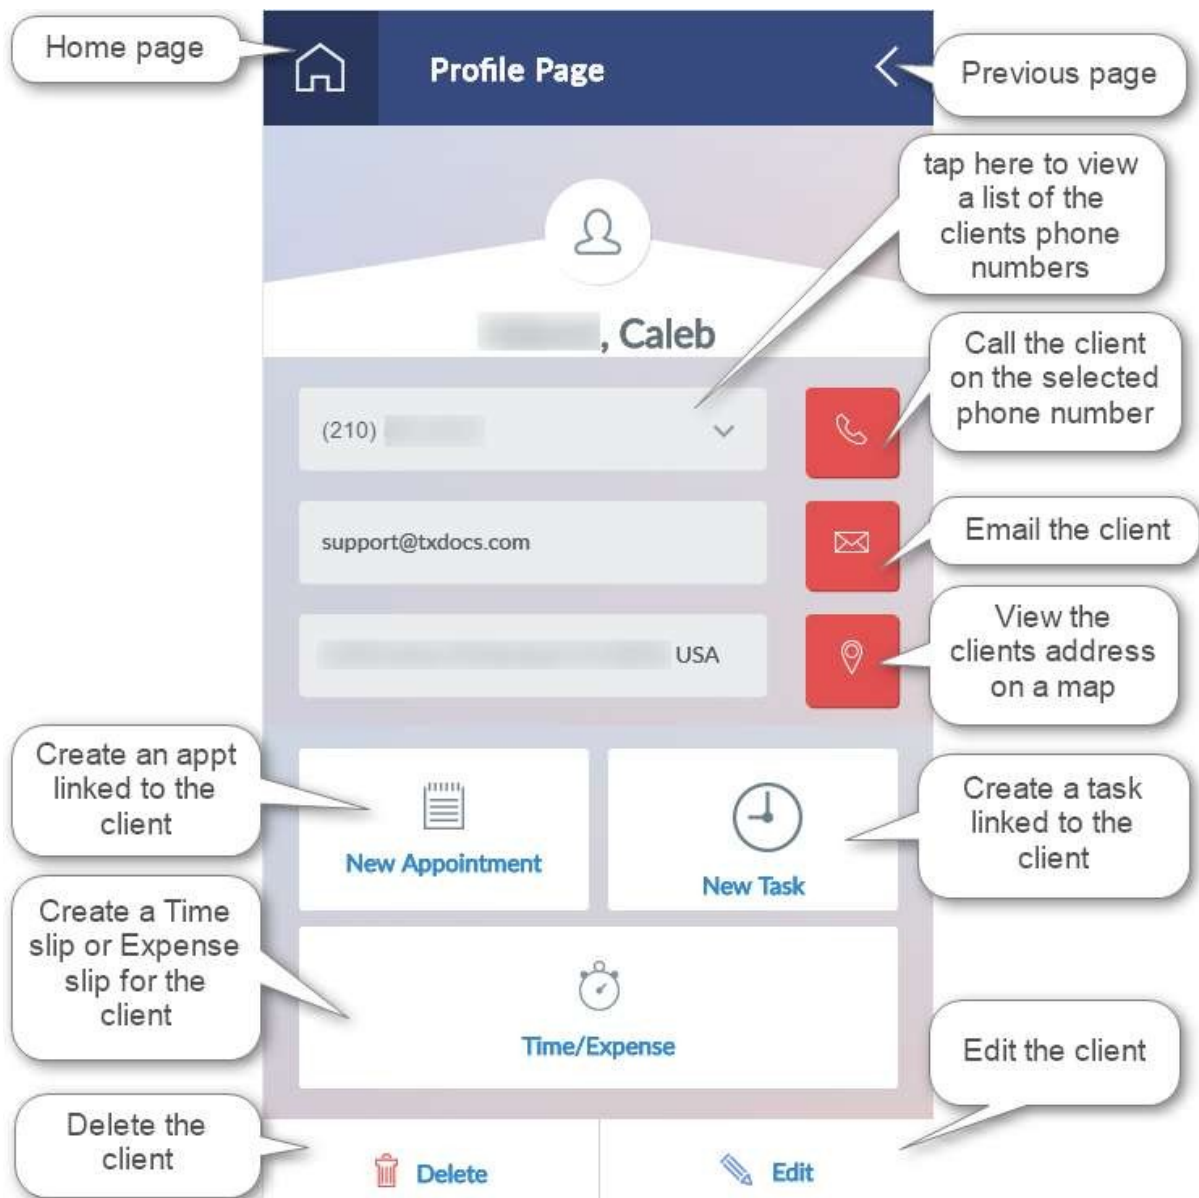 Home page
Profile Page
Previous page
tap here to view
a list of the
clients phone
numbers
, Caleb
Call the client
on the selected
phone number
(210)
support@txdocs.com
Email the client
USA
View the
clients address
on a map
Create an appt
linked to the
client
New Appointment
New Task
Create a task
linked to the
client
Create a Time
slip or Expense
slip for the
client
Time/Expense
Edit the client
Delete the
client
Delete
Edit